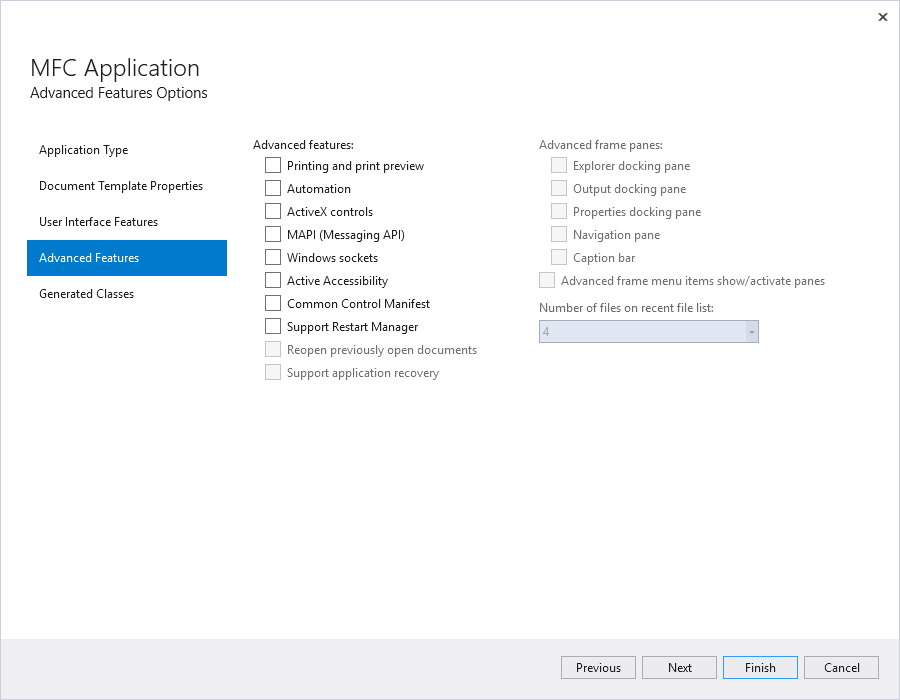 MFC Application
Advanced Features Options
Application Type
Document Template Properties
User Interface Features
Advanced Features
Generated Classes
Advanced features:
Printing and print preview
Automation
ActiveX controls
MAPI (Messaging API)
Windows sockets
Active Accessibility
Common Control Manifest
Support Restart Manager
Reopen previously open documents
Support application recovery
Advanced frame panes:
Explorer docking pane
Output docking pane
Properties docking pane
Navigation pane
Caption bar
Advanced frame menu items show/activate panes
Number of files on recent file list:
4
Previous
Next
Finish
Cancel